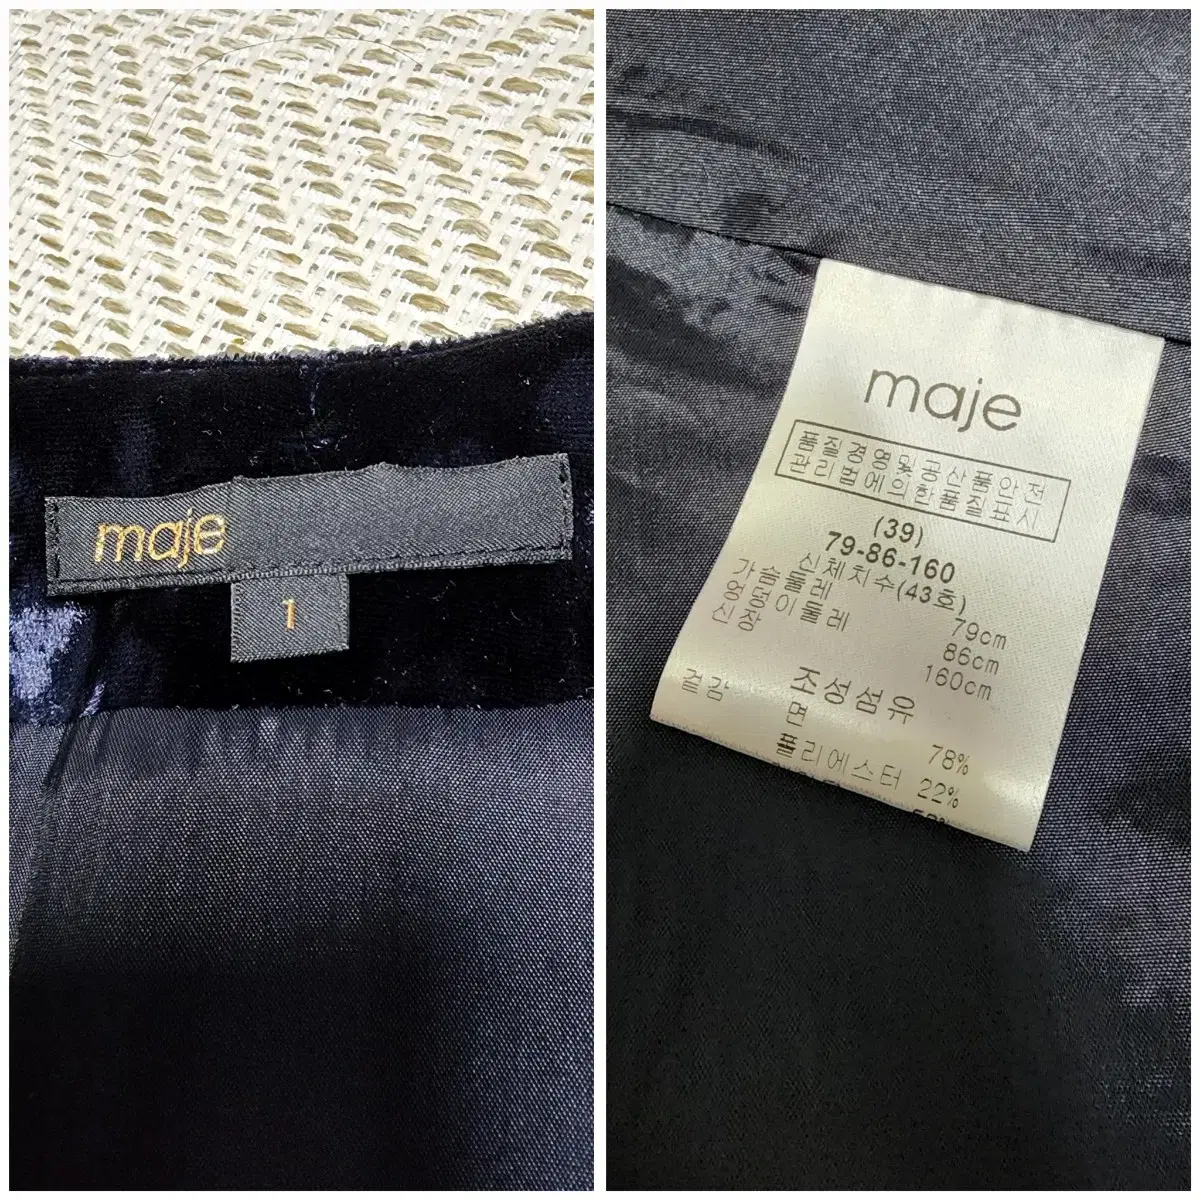 maje
1
maje
품질경영및공산품안전
관리법에의한품질표시
(39)
79-86-160
신체치수(43호)
가슴둘레 79cm
엉덩이둘레 86cm
신장 160cm
조성섬유
겉감 면 78%
폴리에스터 22%